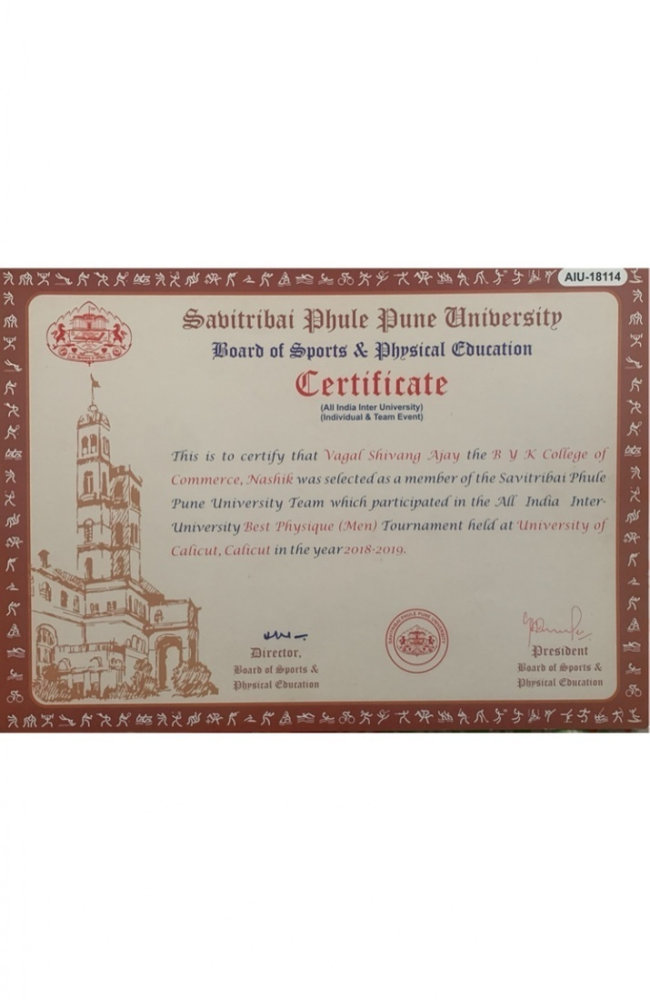 AIU-18114
Savitribai Phule Pune University
Board of Sports & Physical Education
Certificate
(All India Inter University)
(Individual & Team Event)
This is to certify that Vagal Shivang Ajay the B Y K College of
Commerce, Nashik was selected as a member of the Savitribai Phule
Pune University Team which participated in the All India Inter-
University Best Physique (Men) Tournament held at University of
Calicut, Calicut in the year 2018-2019.
SAVITRIBAI PHULE PUNE UNIVERSITY
Director,
Board of Sports &
Physical Education
President
Board of Sports &
Physical Education